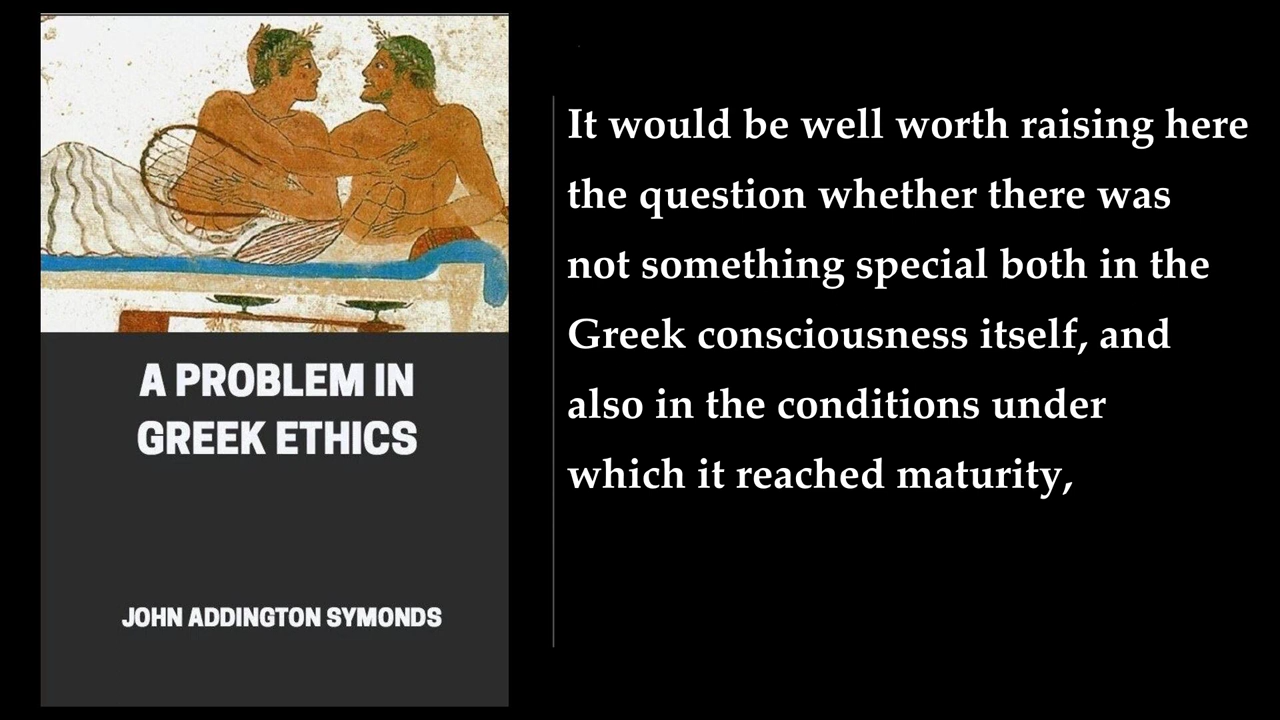 A PROBLEM IN
GREEK ETHICS
JOHN ADDINGTON SYMONDS
It would be well worth raising here
the question whether there was
not something special both in the
Greek consciousness itself, and
also in the conditions under
which it reached maturity,